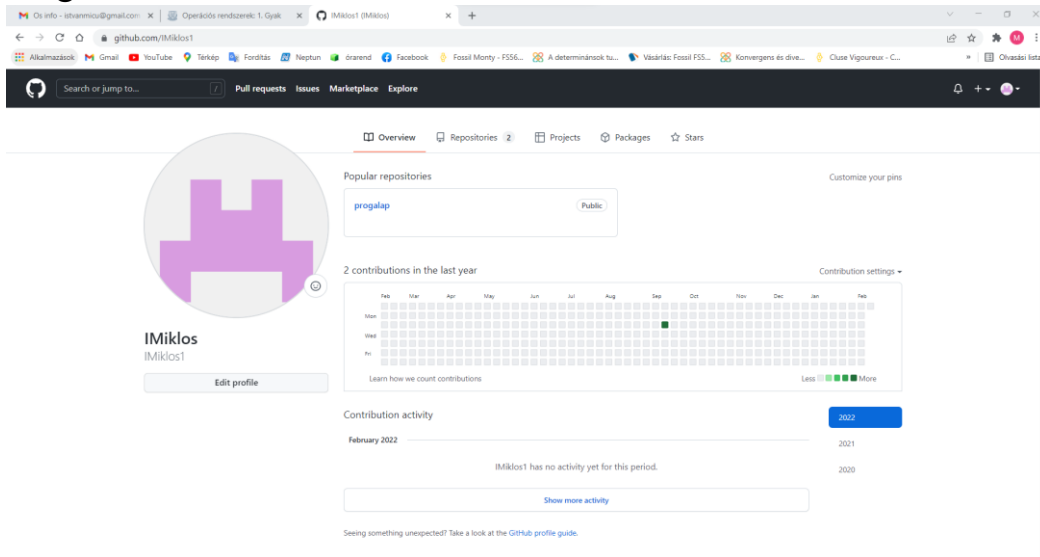 Os info - istvanmicu@gmail.com
Operációs rendszerek: 1. Gyak
IMiklos1 (IMiklos)
github.com/IMiklos1
Alkalmazások Gmail YouTube Térkép Fordítás Neptun órarend Facebook Fossil Monty - FS56... A determinánsok tu... Vásárlás: Fossil FS5... Konvergens és dive... Cluse Vigoureux - C... » Olvasási lista
Search or jump to... / Pull requests Issues Marketplace Explore
Overview Repositories 2 Projects Packages Stars
Popular repositories Customize your pins
progalap Public
2 contributions in the last year Contribution settings
Feb Mar Apr May Jun Jul Aug Sep Oct Nov Dec Jan Feb
Mon
Wed
Fri
Learn how we count contributions Less More
IMiklos
IMiklos1
Edit profile
Contribution activity 2022
February 2022
2021
IMiklos1 has no activity yet for this period.
2020
Show more activity
Seeing something unexpected? Take a look at the GitHub profile guide.